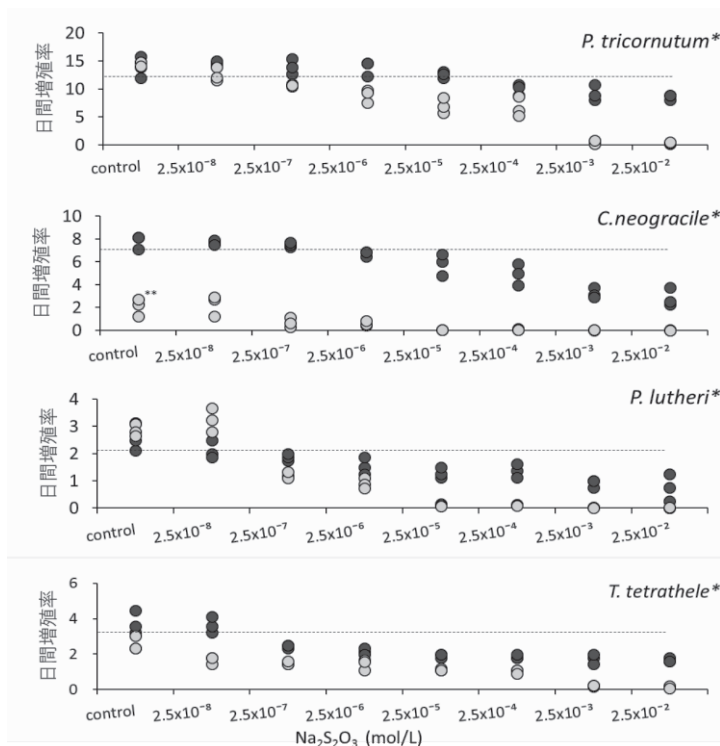 P. tricornutum*
日間増殖率
20
15
10
5
0
control 2.5x10⁻⁸ 2.5x10⁻⁷ 2.5x10⁻⁶ 2.5x10⁻⁵ 2.5x10⁻⁴ 2.5x10⁻³ 2.5x10⁻²
C.neogracile*
日間増殖率
10
8
6
4
2
0
**
control 2.5x10⁻⁸ 2.5x10⁻⁷ 2.5x10⁻⁶ 2.5x10⁻⁵ 2.5x10⁻⁴ 2.5x10⁻³ 2.5x10⁻²
P. lutheri*
日間増殖率
4
3
2
1
0
control 2.5x10⁻⁸ 2.5x10⁻⁷ 2.5x10⁻⁶ 2.5x10⁻⁵ 2.5x10⁻⁴ 2.5x10⁻³ 2.5x10⁻²
T. tetrathele*
日間増殖率
6
4
2
0
control 2.5x10⁻⁸ 2.5x10⁻⁷ 2.5x10⁻⁶ 2.5x10⁻⁵ 2.5x10⁻⁴ 2.5x10⁻³ 2.5x10⁻²
Na₂S₂O₃ (mol/L)